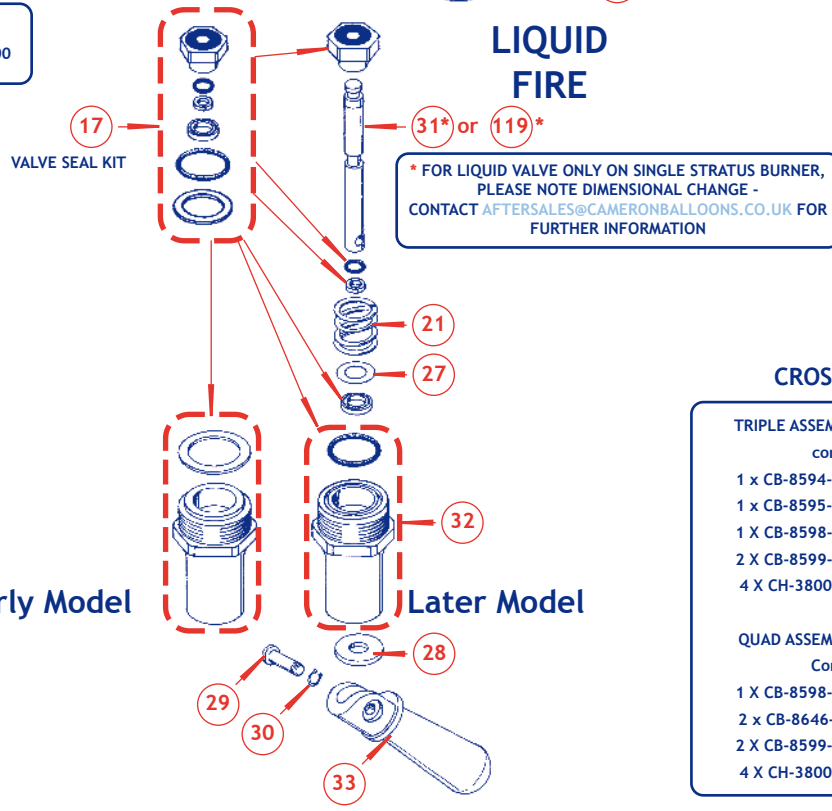 00
LIQUID
FIRE
17
31* or 119 *
VALVE SEAL KIT
* FOR LIQUID VALVE ONLY ON SINGLE STRATUS BURNER,
PLEASE NOTE DIMENSIONAL CHANGE -
CONTACT AFTERSALES@CAMERONBALLOONS.CO.UK FOR
FURTHER INFORMATION
21
27
32
rly Model
Later Model
28
29
30
33
CROS
TRIPLE ASSEM
con
1 x CB-8594-
1 x CB-8595-
1 X CB-8598-
2 X CB-8599-
4 X CH-3800
QUAD ASSEM
Co
1 X CB-8598-
2 x CB-8646-
2 X CB-8599-
4 X CH-3800